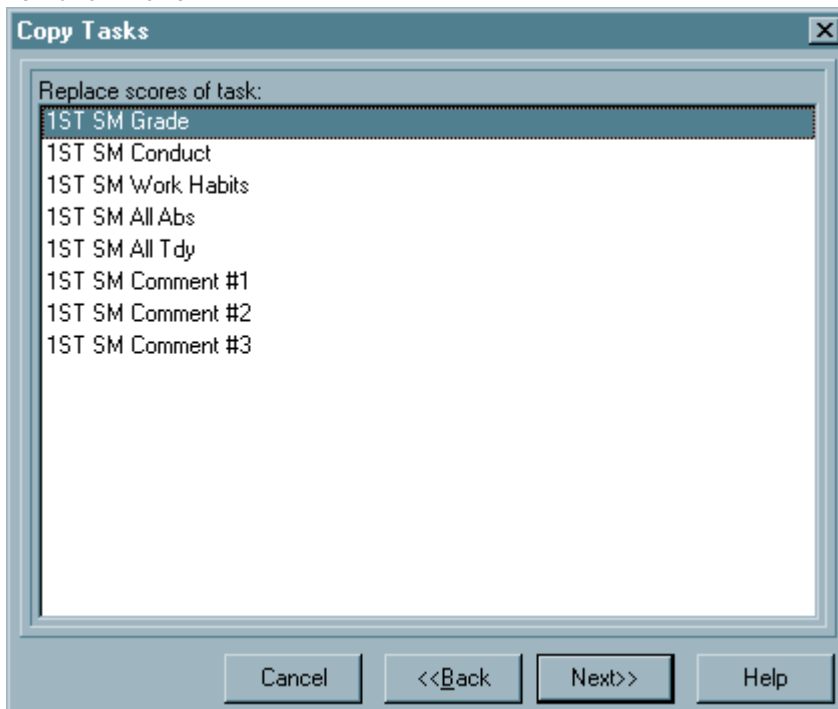 Copy Tasks
Replace scores of task:
1ST SM Grade
1ST SM Conduct
1ST SM Work Habits
1ST SM All Abs
1ST SM All Tdy
1ST SM Comment #1
1ST SM Comment #2
1ST SM Comment #3
Cancel <<Back Next>> Help